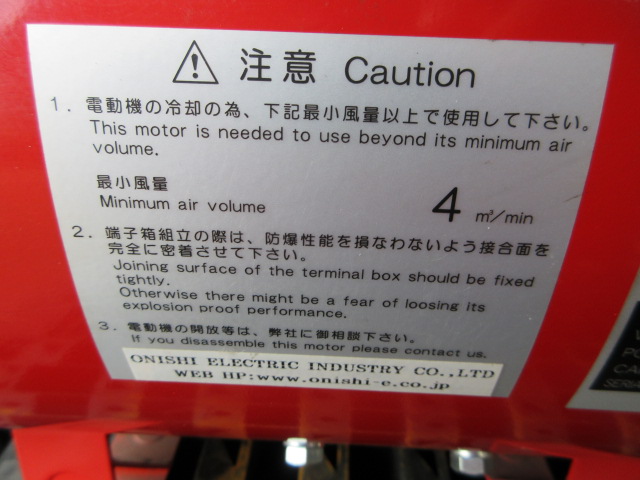 注意 Caution
1. 電動機の冷却の為、下記最小風量以上で使用して下さい。
This motor is needed to use beyond its minimum air
volume.
最小風量
Minimum air volume 4 m³/min
2. 端子箱組立の際は、防爆性能を損なわないよう接合面を
完全に密着させて下さい。
Joining surface of the terminal box should be fixed
tightly.
Otherwise there might be a fear of loosing its
explosion proof performance.
3. 電動機の開放等は、弊社に御相談下さい。
If you disassemble this motor please contact us.
ONISHI ELECTRIC INDUSTRY CO.,LTD
WEB HP:www.onishi-e.co.jp